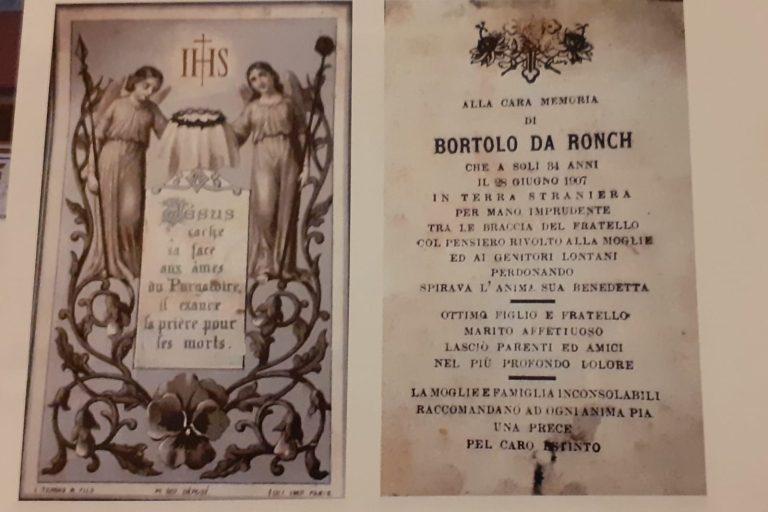 IHS
Jésus
cache
sa face
aux âmes
du Purgatoire,
il exauce
la prière pour
les morts.
ALLA CARA MEMORIA
DI
BORTOLO DA RONCH
CHE A SOLI 34 ANNI
IL 28 GIUGNO 1907
IN TERRA STRANIERA
PER MANO IMPRUDENTE
TRA LE BRACCIA DEL FRATELLO
COL PENSIERO RIVOLTO ALLA MOGLIE
ED AI GENITORI LONTANI
PERDONANDO
SPIRAVA L'ANIMA SUA BENEDETTA
OTTIMO FIGLIO E FRATELLO
MARITO AFFETIUOSO
LASCIÒ PARENTI ED AMICI
NEL PIÙ PROFONDO DOLORE
LA MOGLIE E FAMIGLIA INCONSOLABILI
RACCOMANDANO AD OGNI ANIMA PIA
UNA PRECE
PEL CARO ESTINTO